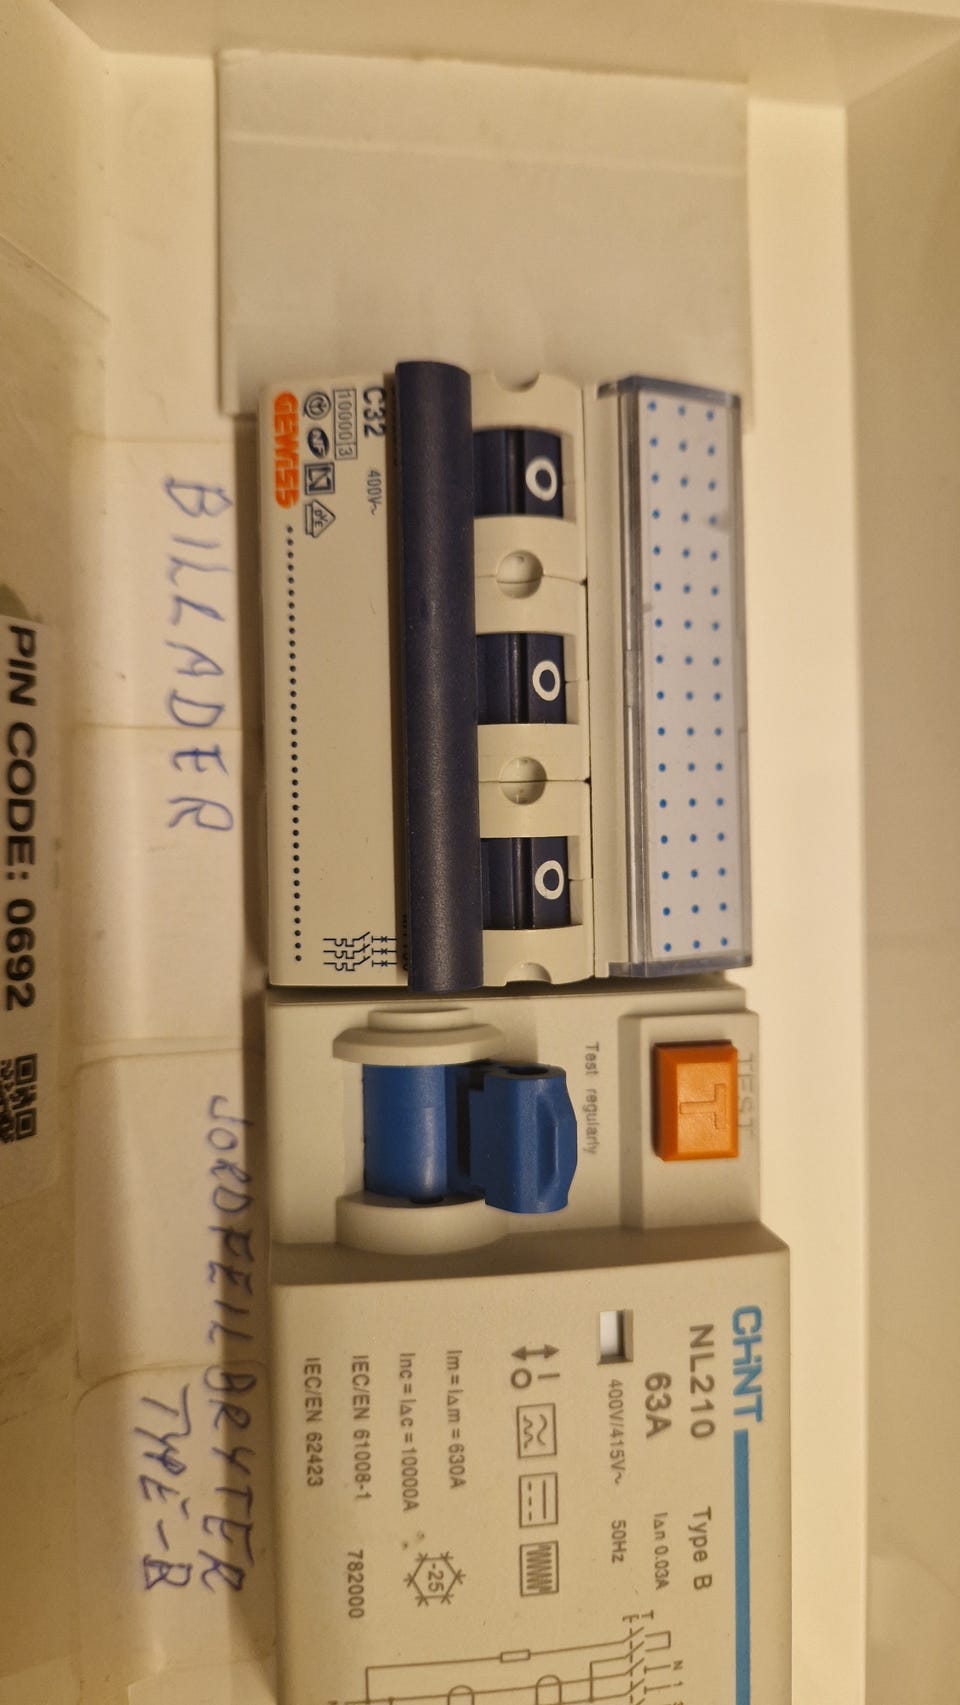 PIN CODE: 0692
BILLADER
JORDFEILBRYTER
TYPE-B
GEWISS
10000 3
C32 400V~
OVE
O
O
O
Test regularly
TEST
T
CHNT
NL210 Type B
63A IΔn 0.03A
400V/415V~ 50Hz
I
O
Im=IΔm=630A
Inc=IΔc=10000A
-25
IEC/EN 61008-1 782000
IEC/EN 62423
T
N 1